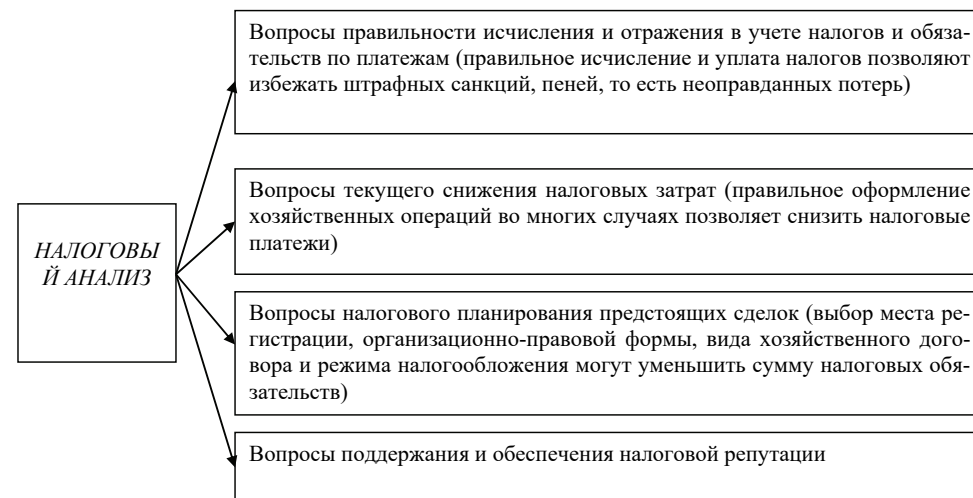 Вопросы правильности исчисления и отражения в учете налогов и обяза-
тельств по платежам (правильное исчисление и уплата налогов позволяют
избежать штрафных санкций, пеней, то есть неоправданных потерь)
Вопросы текущего снижения налоговых затрат (правильное оформление
хозяйственных операций во многих случаях позволяет снизить налоговые
платежи)
НАЛОГОВЫ
Й АНАЛИЗ
Вопросы налогового планирования предстоящих сделок (выбор места ре-
гистрации, организационно-правовой формы, вида хозяйственного дого-
вора и режима налогообложения могут уменьшить сумму налоговых обя-
зательств)
Вопросы поддержания и обеспечения налоговой репутации